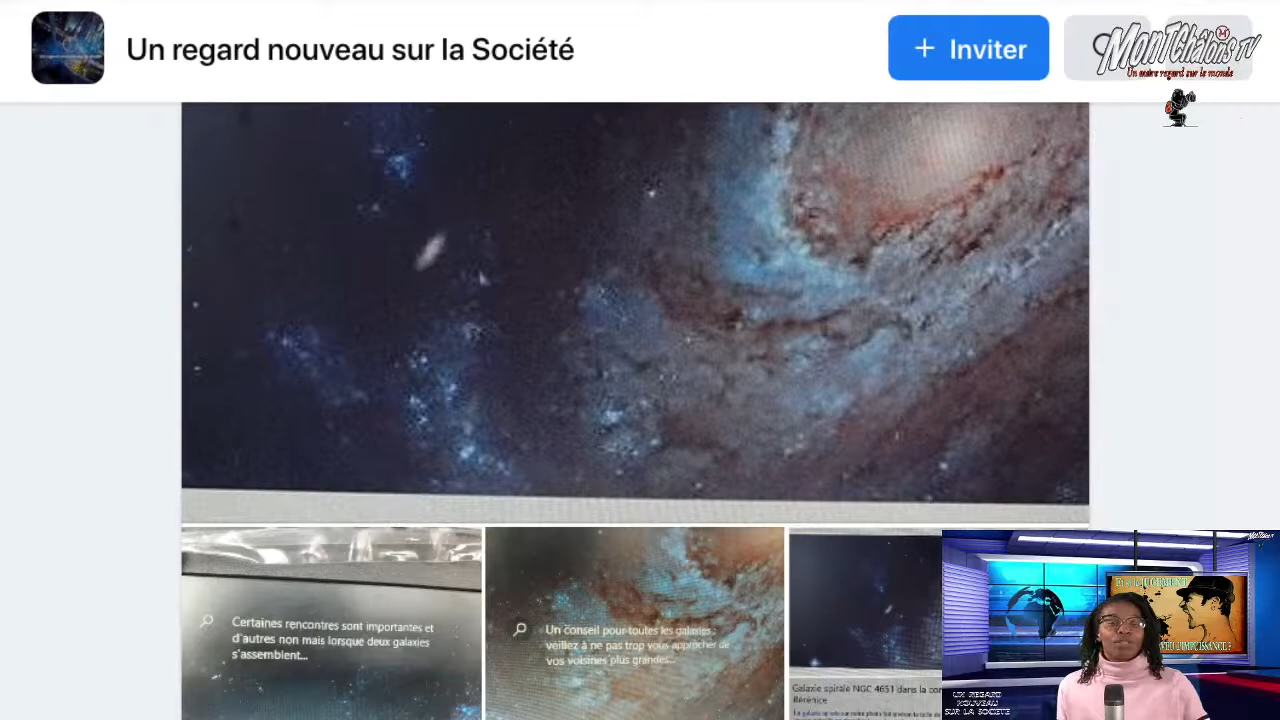 Un regard nouveau sur la Société
+ Inviter
MonTchatons TV
Un autre regard sur le monde
Certaines rencontres sont importantes et
d'autres non mais lorsque deux galaxies
s'assemblent...
Un conseil pour toutes les galaxies :
veillez à ne pas trop vous approcher de
vos voisines plus grandes...
Galaxie spirale NGC 4651 dans la
Bérénice
UN REGARD
NOUVEAU
SUR LA SOCIETE